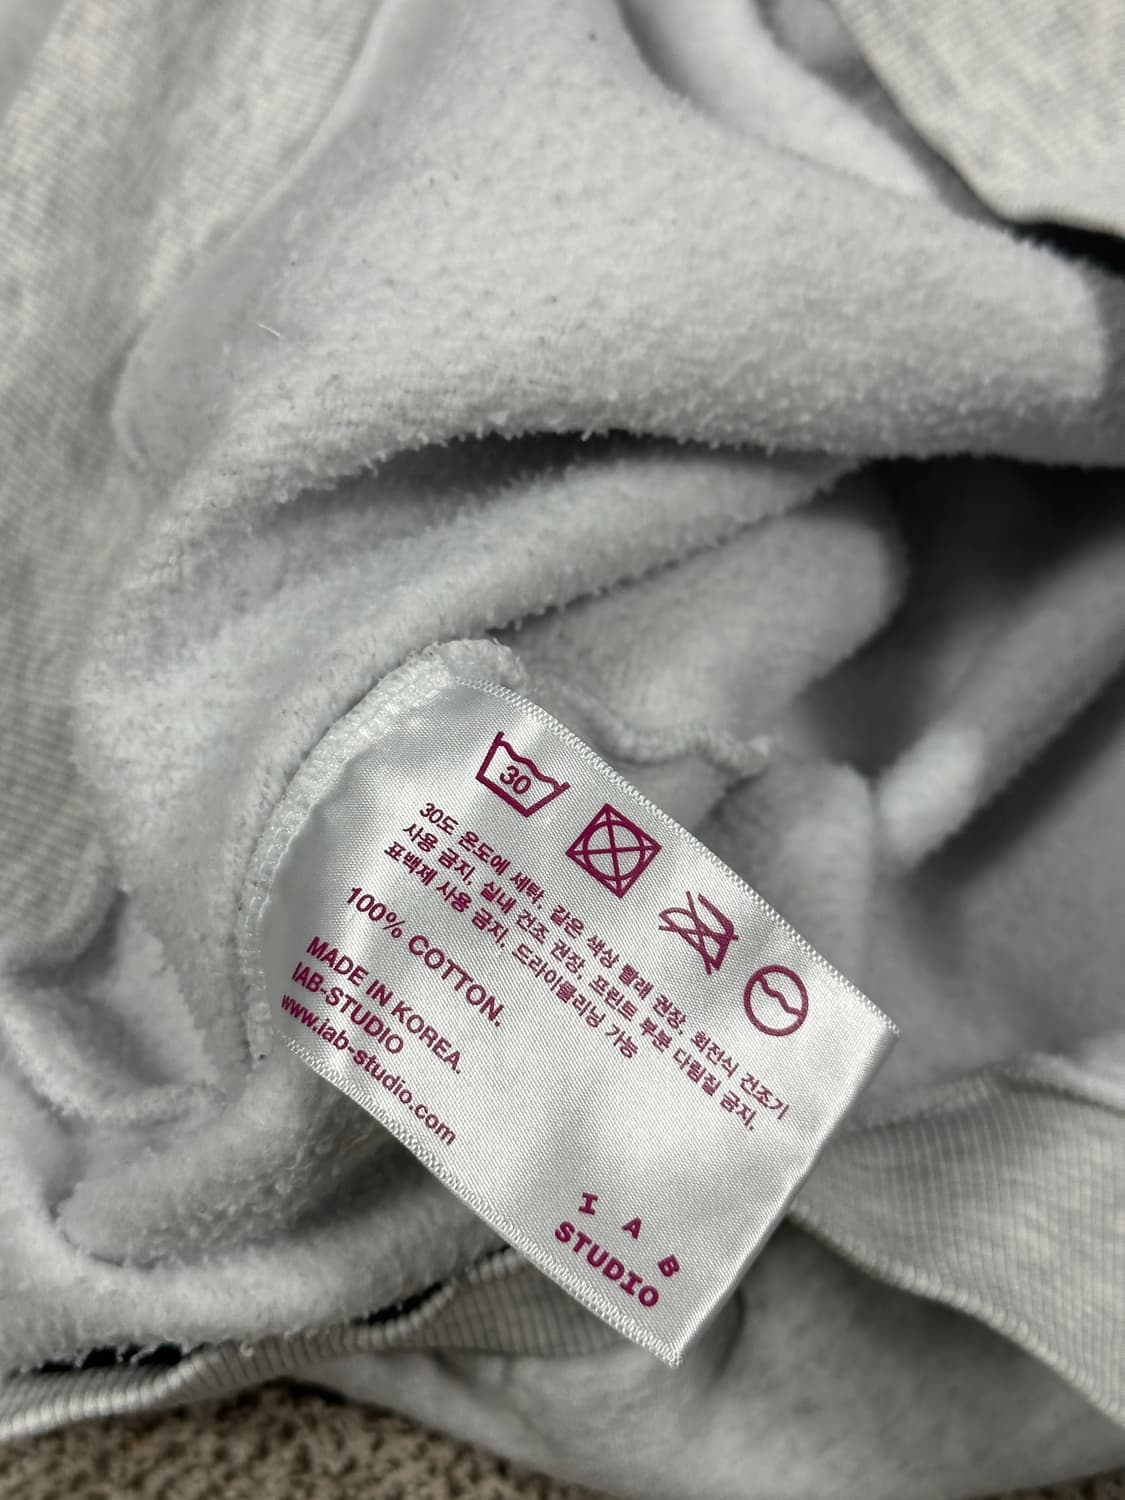 30
30도 온도에 세탁, 같은 색상 빨래 권장, 회전식 건조기
사용 금지, 실내 건조 권장, 프린트 부분 다림질 금지,
표백제 사용 금지, 드라이클리닝 가능
100% COTTON.
MADE IN KOREA.
IAB-STUDIO
www.iab-studio.com
I A B
STUDIO